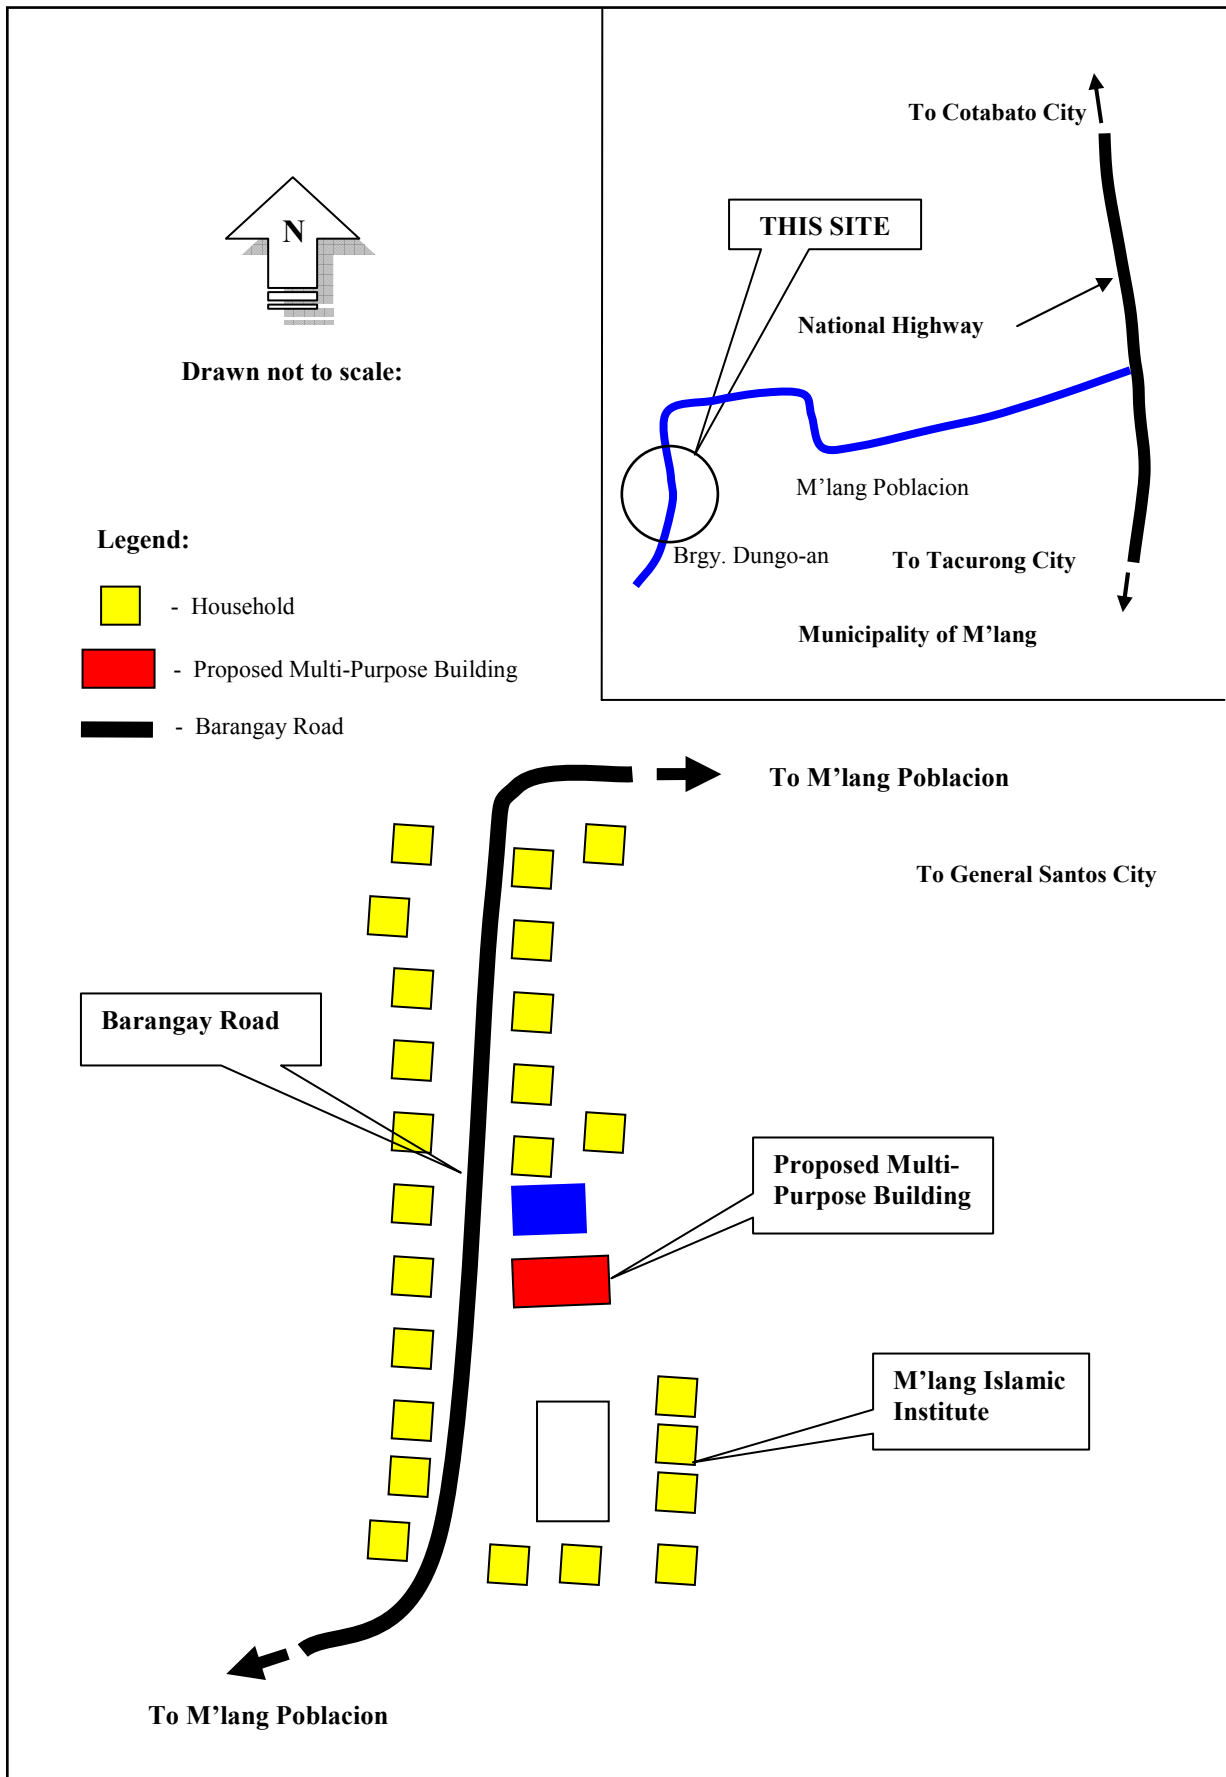 To Cotabato City
THIS SITE
N
National Highway
Drawn not to scale:
M’lang Poblacion
Brgy. Dungo-an
To Tacurong City
Municipality of M’lang
Legend:
- Household
- Proposed Multi-Purpose Building
- Barangay Road
To M’lang Poblacion
To General Santos City
Barangay Road
Proposed Multi-
Purpose Building
M’lang Islamic
Institute
To M’lang Poblacion